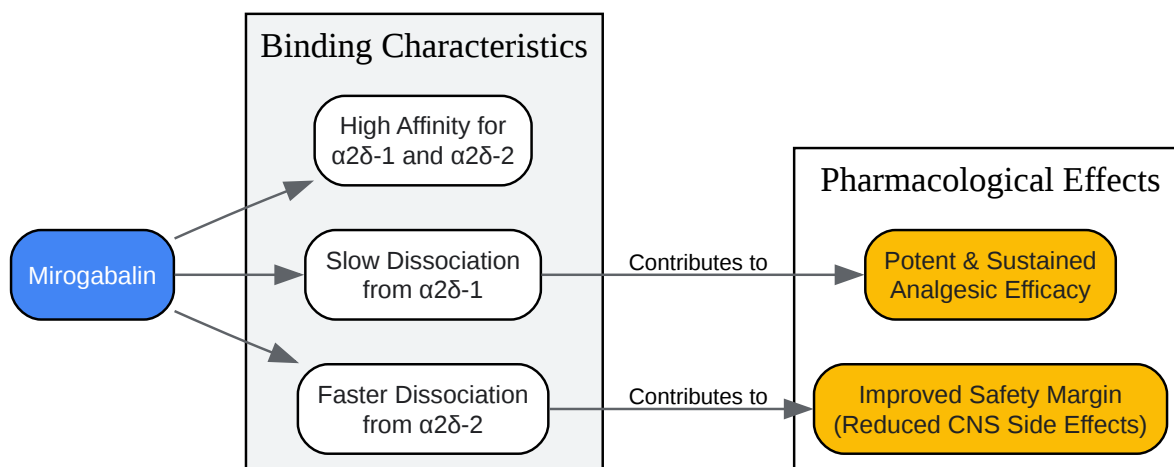 Binding Characteristics
High Affinity for
α2δ-1 and α2δ-2
Pharmacological Effects
Mirogabalin
Slow Dissociation
from α2δ-1
Contributes to
Potent & Sustained
Analgesic Efficacy
Faster Dissociation
from α2δ-2
Contributes to
Improved Safety Margin
(Reduced CNS Side Effects)